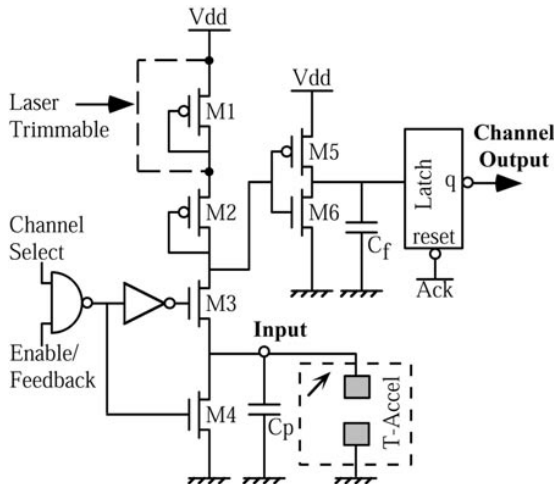 Vdd
Laser
Trimmable
M1
Vdd
M5
Channel
Output
Latch
q
reset
Ack
M2
M6
Cf
Channel
Select
M3
Input
Enable/
Feedback
M4
Cp
T-Accel